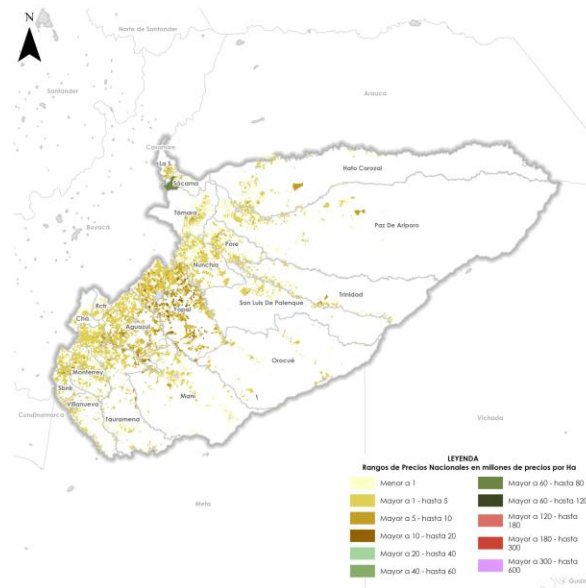 N
Norte de Santander
Santander
Arauca
Casanare
La S.
Hato Corozal
Sácama
Támara
Paz De Ariporo
Pore
Boyacá
Nunchía
Trinidad
San Luis De Palenque
Yopal
Rctr
Chá
Aguazul
Orocué
Monterrey
Sbnl
Maní
Villanueva
Cundinamarca
Tauramena
Vichada
Meta
LEYENDA
Rangos de Precios Nacionales en millones de precios por Ha
Menor a 1
Mayor a 1 - hasta 5
Mayor a 5 - hasta 10
Mayor a 10 - hasta 20
Mayor a 20 - hasta 40
Mayor a 40 - hasta 60
Mayor a 60 - hasta 80
Mayor a 60 - hasta 120
Mayor a 120 - hasta
180
Mayor a 180 - hasta
300
Mayor a 300 - hasta
600